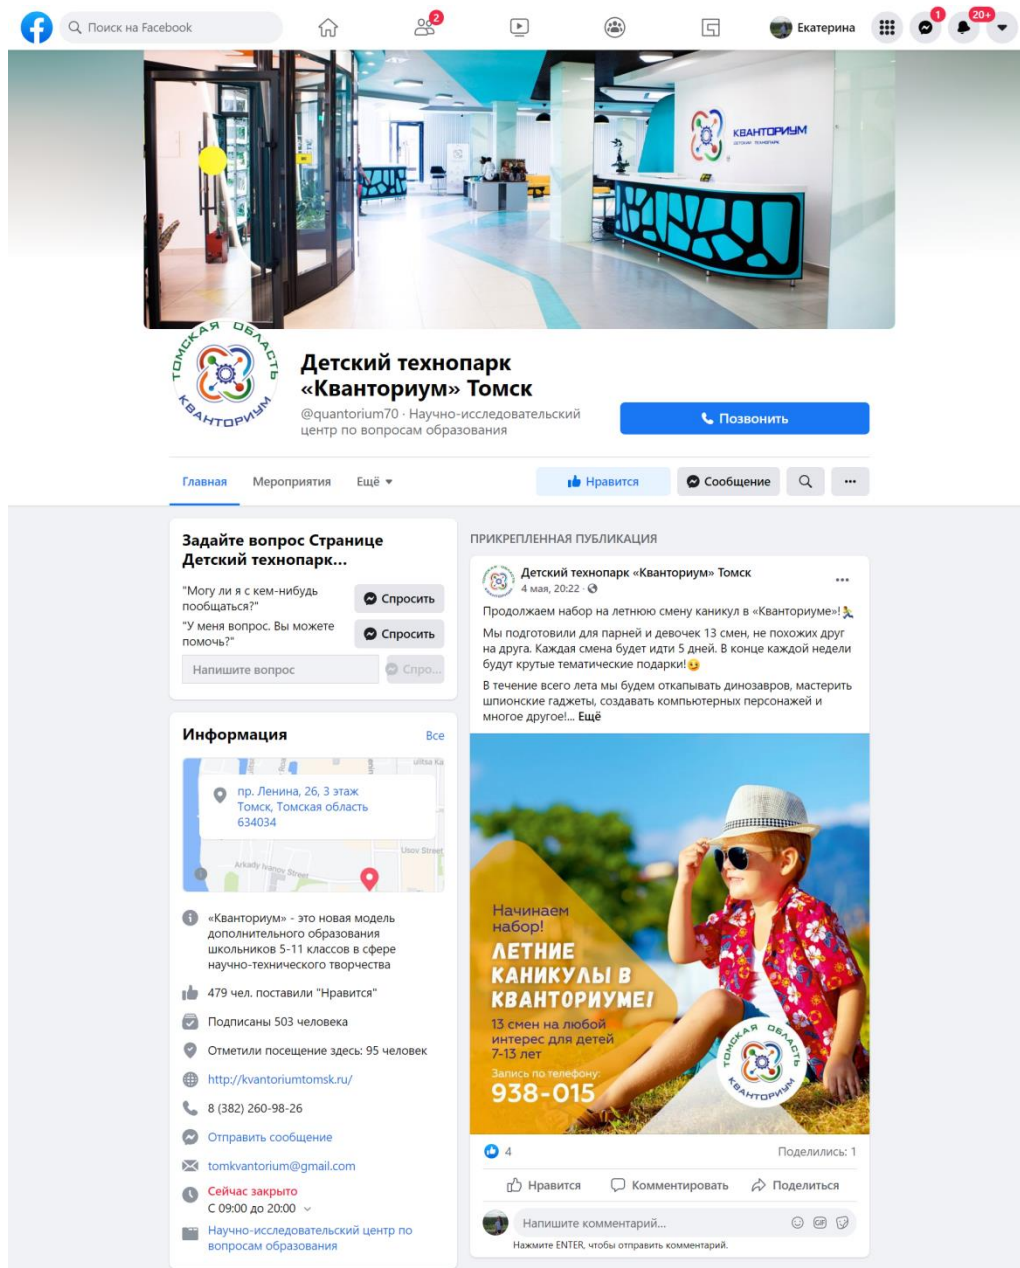 Поиск на Facebook
2
Екатерина
1
20+
КВАНТОРИУМ
ДЕТСКИЙ ТЕХНОПАРК
ТОМСКАЯ ОБЛАСТЬ
КВАНТОРИУМ
Детский технопарк
«Кванториум» Томск
@quantorium70 · Научно-исследовательский
центр по вопросам образования
Позвонить
Главная
Мероприятия
Ещё
Нравится
Сообщение
Задайте вопрос Странице
Детский технопарк...
"Могу ли я с кем-нибудь
пообщаться?"
Спросить
"У меня вопрос. Вы можете
помочь?"
Спросить
Напишите вопрос
Спро...
Информация
Все
ulitsa Ka
пр. Ленина, 26, 3 этаж
Томск, Томская область
634034
Usov Street
Arkady Ivanov Street
«Кванториум» - это новая модель
дополнительного образования
школьников 5-11 классов в сфере
научно-технического творчества
479 чел. поставили "Нравится"
Подписаны 503 человека
Отметили посещение здесь: 95 человек
http://kvantoriumtomsk.ru/
8 (382) 260-98-26
Отправить сообщение
tomkvantorium@gmail.com
Сейчас закрыто
С 09:00 до 20:00
Научно-исследовательский центр по
вопросам образования
ПРИКРЕПЛЕННАЯ ПУБЛИКАЦИЯ
Детский технопарк «Кванториум» Томск
4 мая, 20:22 ·
Продолжаем набор на летнюю смену каникул в «Кванториуме»!
Мы подготовили для парней и девочек 13 смен, не похожих друг
на друга. Каждая смена будет идти 5 дней. В конце каждой недели
будут крутые тематические подарки!
В течение всего лета мы будем откапывать динозавров, мастерить
шпионские гаджеты, создавать компьютерных персонажей и
многое другое!... Ещё
Начинаем
набор!
ЛЕТНИЕ
КАНИКУЛЫ В
КВАНТОРИУМЕ!
13 смен на любой
интерес для детей
7-13 лет
Запись по телефону:
938-015
ТОМСКАЯ ОБЛАСТЬ
КВАНТОРИУМ
4
Поделились: 1
Нравится
Комментировать
Поделиться
Напишите комментарий...
GIF
Нажмите ENTER, чтобы отправить комментарий.